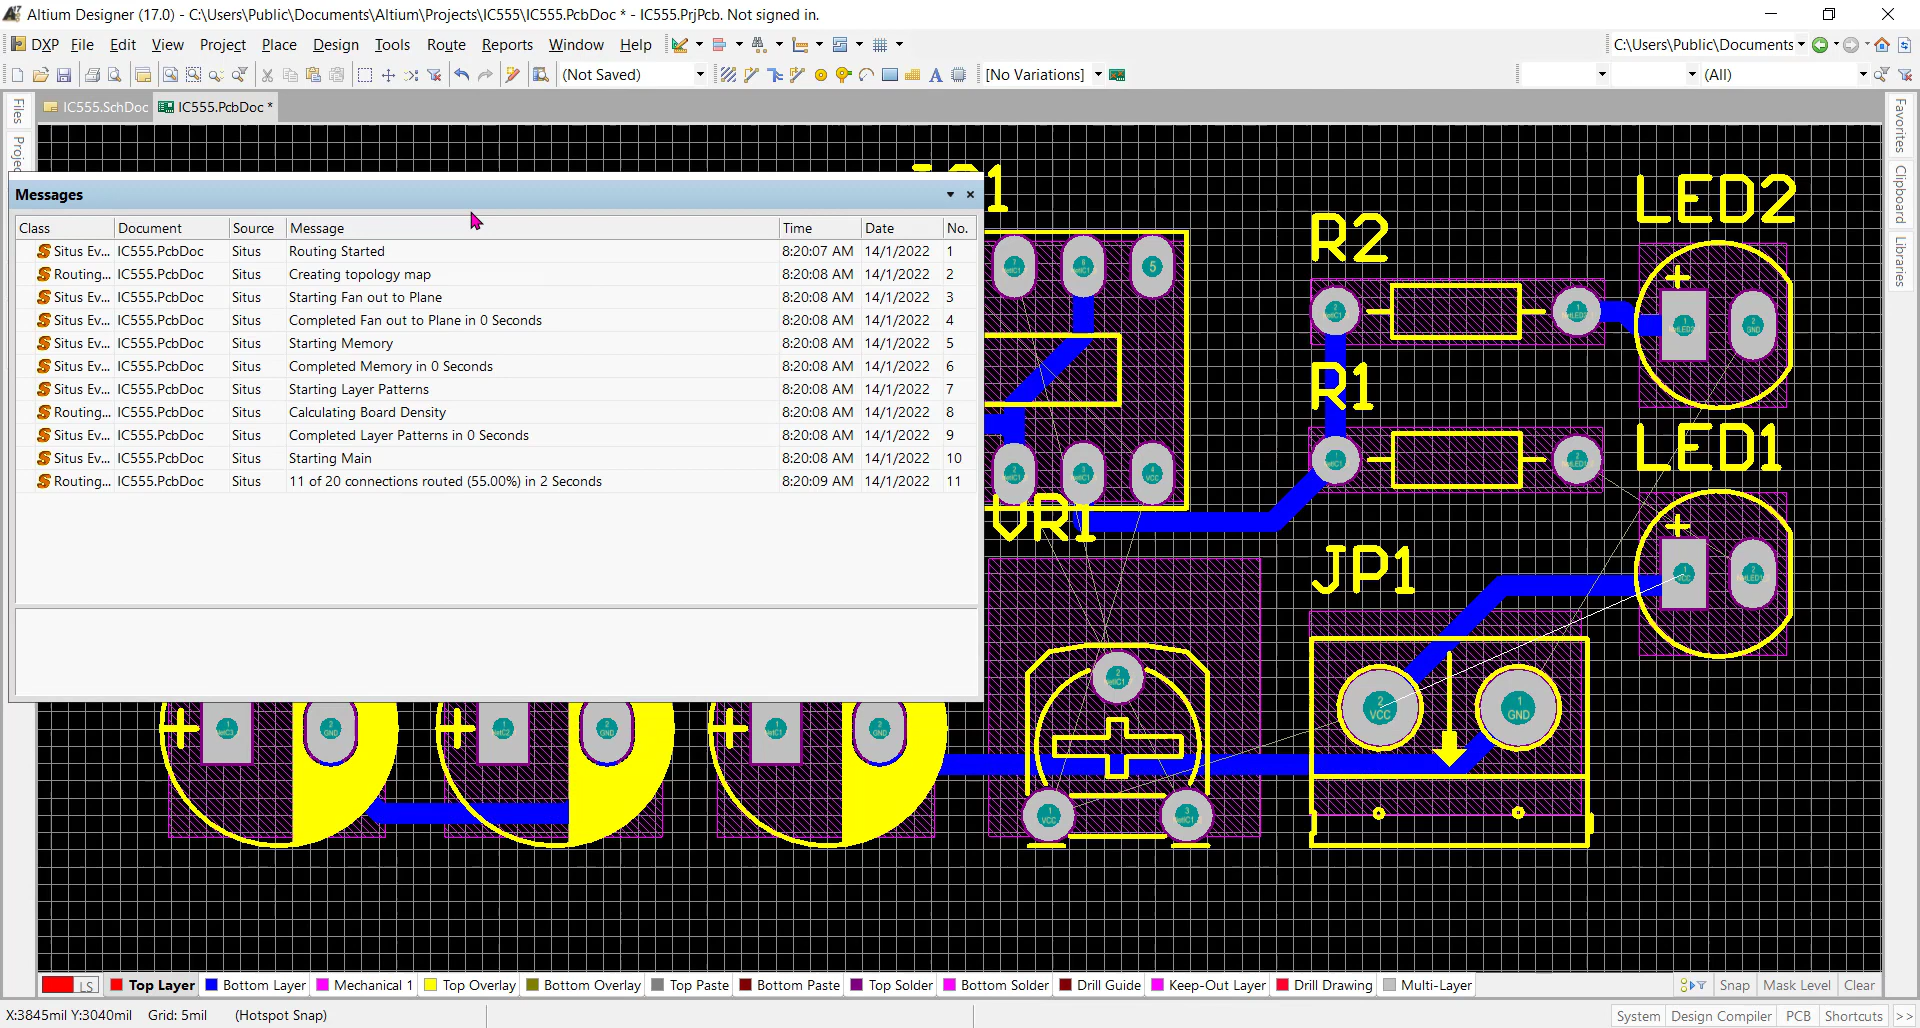 Altium Designer (17.0) - C:\Users\Public\Documents\Altium\Projects\IC555\IC555.PcbDoc * - IC555.PrjPcb. Not signed in.
DXP File Edit View Project Place Design Tools Route Reports Window Help C:\Users\Public\Documents
(Not Saved) [No Variations] (All)
Files IC555.SchDoc IC555.PcbDoc * Favorites
Clipboard
Libraries
Messages
Class Document Source Message Time Date No.
Situs Ev... IC555.PcbDoc Situs Routing Started 8:20:07 AM 14/1/2022 1
Routing... IC555.PcbDoc Situs Creating topology map 8:20:08 AM 14/1/2022 2
Situs Ev... IC555.PcbDoc Situs Starting Fan out to Plane 8:20:08 AM 14/1/2022 3
Situs Ev... IC555.PcbDoc Situs Completed Fan out to Plane in 0 Seconds 8:20:08 AM 14/1/2022 4
Situs Ev... IC555.PcbDoc Situs Starting Memory 8:20:08 AM 14/1/2022 5
Situs Ev... IC555.PcbDoc Situs Completed Memory in 0 Seconds 8:20:08 AM 14/1/2022 6
Situs Ev... IC555.PcbDoc Situs Starting Layer Patterns 8:20:08 AM 14/1/2022 7
Routing... IC555.PcbDoc Situs Calculating Board Density 8:20:08 AM 14/1/2022 8
Situs Ev... IC555.PcbDoc Situs Completed Layer Patterns in 0 Seconds 8:20:08 AM 14/1/2022 9
Situs Ev... IC555.PcbDoc Situs Starting Main 8:20:08 AM 14/1/2022 10
Routing... IC555.PcbDoc Situs 11 of 20 connections routed (55.00%) in 2 Seconds 8:20:09 AM 14/1/2022 11
LED2
R2
5
R1
LED1
VR1
JP1
2
VCC
1
GND
LS Top Layer Bottom Layer Mechanical 1 Top Overlay Bottom Overlay Top Paste Bottom Paste Top Solder Bottom Solder Drill Guide Keep-Out Layer Drill Drawing Multi-Layer Snap Mask Level Clear
X:3845mil Y:3040mil Grid: 5mil (Hotspot Snap) System Design Compiler PCB Shortcuts >>